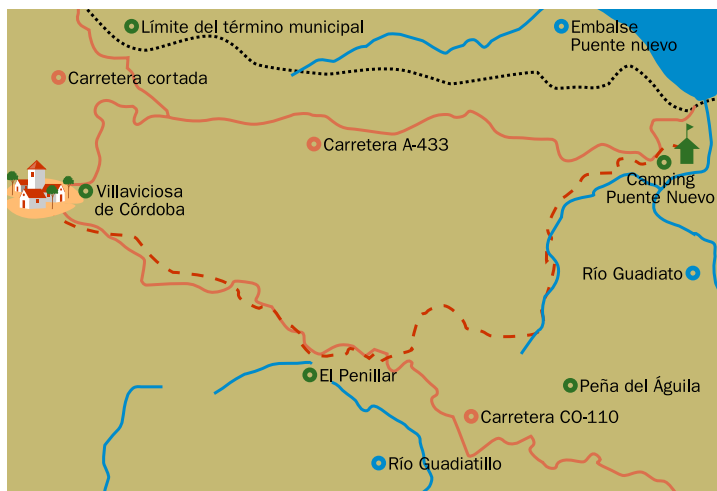 Límite del término municipal
Embalse
Puente nuevo
Carretera cortada
Carretera A-433
Camping
Puente Nuevo
Villaviciosa
de Córdoba
Río Guadiato
El Penillar
Peña del Águila
Carretera CO-110
Río Guadiatillo